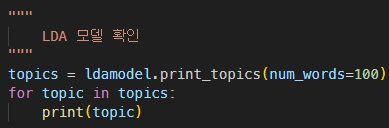 """
    LDA 모델 확인
"""
topics = ldamodel.print_topics(num_words=100)
for topic in topics:
    print(topic)